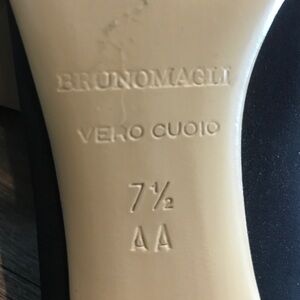 BRUNOMAGLI
VERO CUOIO
7½
AA